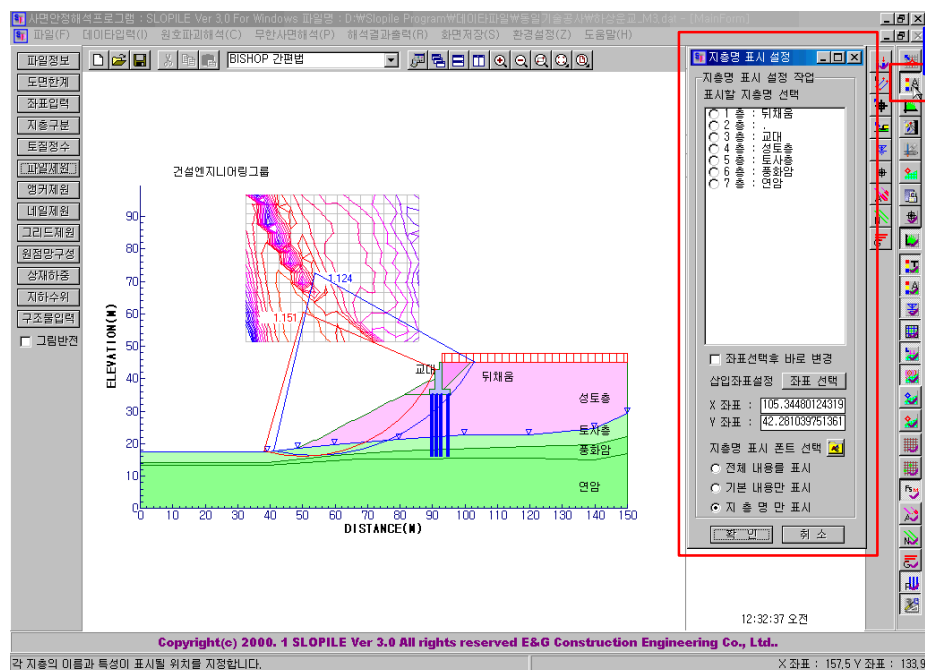 사면안정해석프로그램 : SLOPILE Ver 3.0 For Windows 파일명 : D:₩Slopile Program₩데이타파일₩동일기술공사₩하상문교_M3.dat - [MainForm]
파일(F) 데이타입력(I) 원호파괴해석(C) 무한사면해석(P) 해석결과출력(R) 화면저장(S) 환경설정(Z) 도움말(H)
BISHOP 간편법
파일정보
도면한계
좌표입력
지층구분
토질정수
파일제원
앵커제원
네일제원
그리드제원
원점망구성
상재하중
지하수위
구조물입력
그림반전
건설엔지니어링그룹
ELEVATION(M)
90
80
70
60
50
40
30
20
10
0
1.124
1.151
교대
뒤채움
성토층
토사층
풍화암
연암
0 10 20 30 40 50 60 70 80 90 100 110 120 130 140 150
DISTANCE(M)
지층명 표시 설정
지층명 표시 설정 작업
표시할 지층명 선택
1 층 : 뒤채움
2 층 : .
3 층 : 교대
4 층 : 성토층
5 층 : 토사층
6 층 : 풍화암
7 층 : 연암
좌표선택후 바로 변경
삽입좌표설정 좌표 선택
X 좌표 : 105.34480124319
Y 좌표 : 42.281039751361
지층명 표시 폰트 선택
전체 내용를 표시
기본 내용만 표시
지 층 명 만 표시
확 인 취 소
12:32:37 오전
Copyright(c) 2000. 1 SLOPILE Ver 3.0 All rights reserved E&G Construction Engineering Co., Ltd..
각 지층의 이름과 특성이 표시될 위치를 지정합니다.
X 좌표 : 157,5 Y 좌표 : 133,9